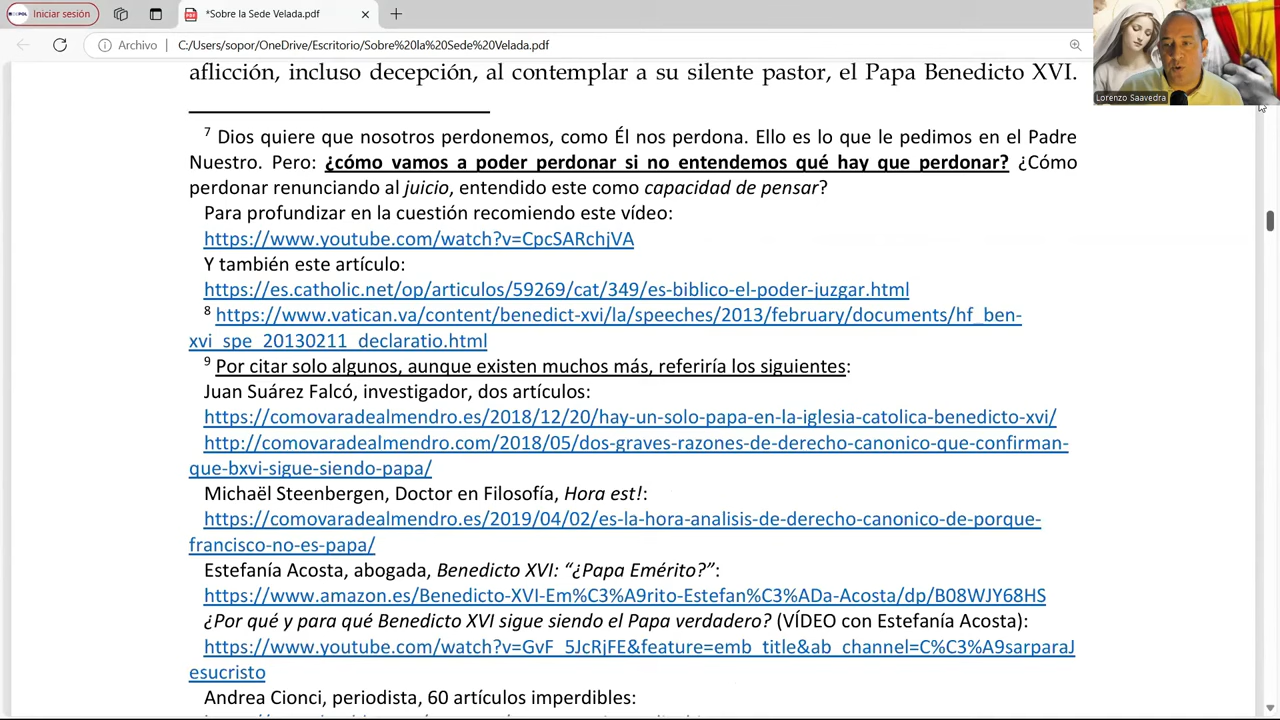 Iniciar sesión
*Sobre la Sede Velada.pdf
Archivo
C:/Users/sopor/OneDrive/Escritorio/Sobre%20la%20Sede%20Velada.pdf
Lorenzo Saavedra
aflicción, incluso decepción, al contemplar a su silente pastor, el Papa Benedicto XVI.
7 Dios quiere que nosotros perdonemos, como Él nos perdona. Ello es lo que le pedimos en el Padre
Nuestro. Pero: ¿cómo vamos a poder perdonar si no entendemos qué hay que perdonar? ¿Cómo
perdonar renunciando al juicio, entendido este como capacidad de pensar?
Para profundizar en la cuestión recomiendo este vídeo:
https://www.youtube.com/watch?v=CpcSARchjVA
Y también este artículo:
https://es.catholic.net/op/articulos/59269/cat/349/es-biblico-el-poder-juzgar.html
8 https://www.vatican.va/content/benedict-xvi/la/speeches/2013/february/documents/hf_ben-
xvi_spe_20130211_declaratio.html
9 Por citar solo algunos, aunque existen muchos más, referiría los siguientes:
Juan Suárez Falcó, investigador, dos artículos:
https://comovaradealmendro.es/2018/12/20/hay-un-solo-papa-en-la-iglesia-catolica-benedicto-xvi/
http://comovaradealmendro.com/2018/05/dos-graves-razones-de-derecho-canonico-que-confirman-
que-bxvi-sigue-siendo-papa/
Michaël Steenbergen, Doctor en Filosofía, Hora est!:
https://comovaradealmendro.es/2019/04/02/es-la-hora-analisis-de-derecho-canonico-de-porque-
francisco-no-es-papa/
Estefanía Acosta, abogada, Benedicto XVI: “¿Papa Emérito?”:
https://www.amazon.es/Benedicto-XVI-Em%C3%A9rito-Estefan%C3%ADa-Acosta/dp/B08WJY68HS
¿Por qué y para qué Benedicto XVI sigue siendo el Papa verdadero? (VÍDEO con Estefanía Acosta):
https://www.youtube.com/watch?v=GvF_5JcRjFE&feature=emb_title&ab_channel=C%C3%A9sarparaJ
esucristo
Andrea Cionci, periodista, 60 artículos imperdibles: